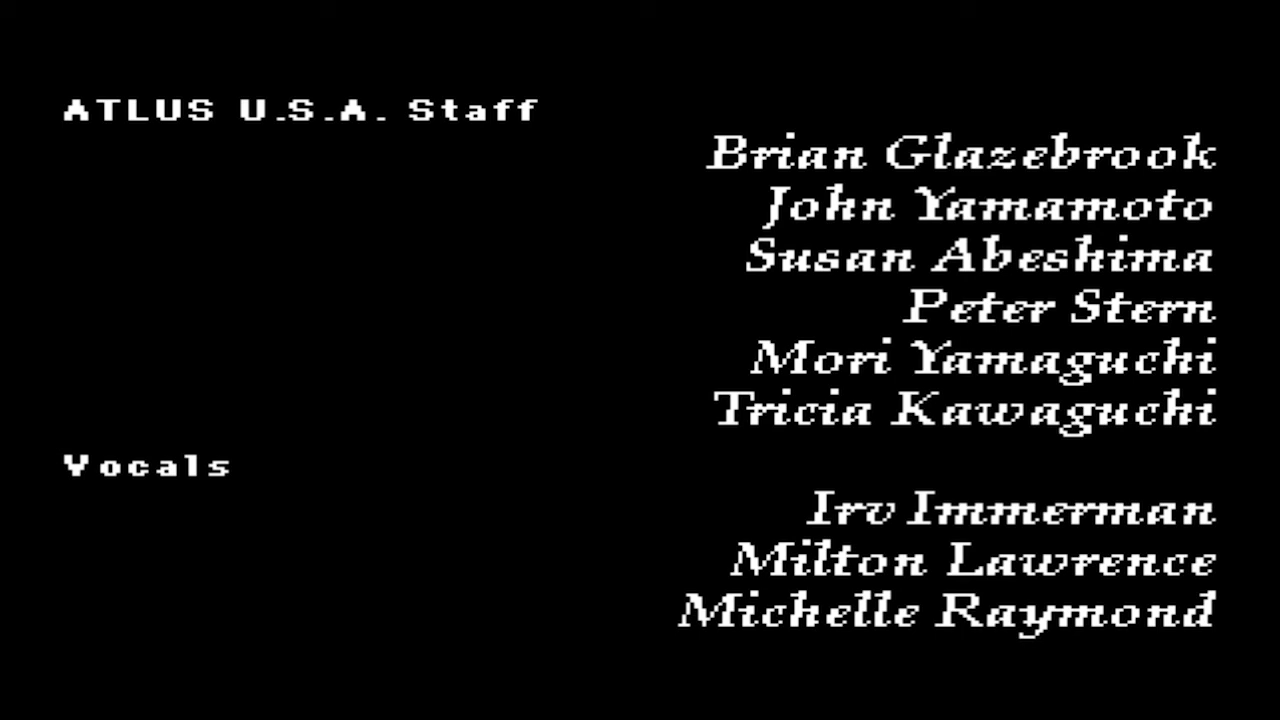 ATLUS U.S.A. Staff
Brian Glazebrook
John Yamamoto
Susan Abeshima
Peter Stern
Mori Yamaguchi
Tricia Kawaguchi
Vocals
Irv Immerman
Milton Lawrence
Michelle Raymond